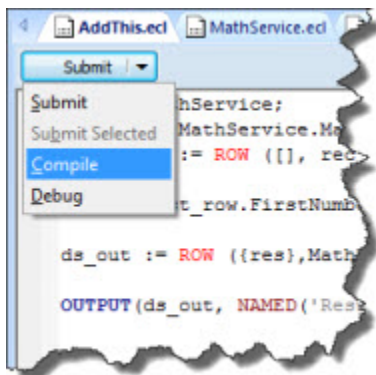 AddThis.ecl MathService.ecl
Submit
Submit hService;
Submit Selected MathService.Ma
Compile := ROW ([], rec
Debug t_row.FirstNumb
ds_out := ROW ({res},Math
OUTPUT(ds_out, NAMED('Res